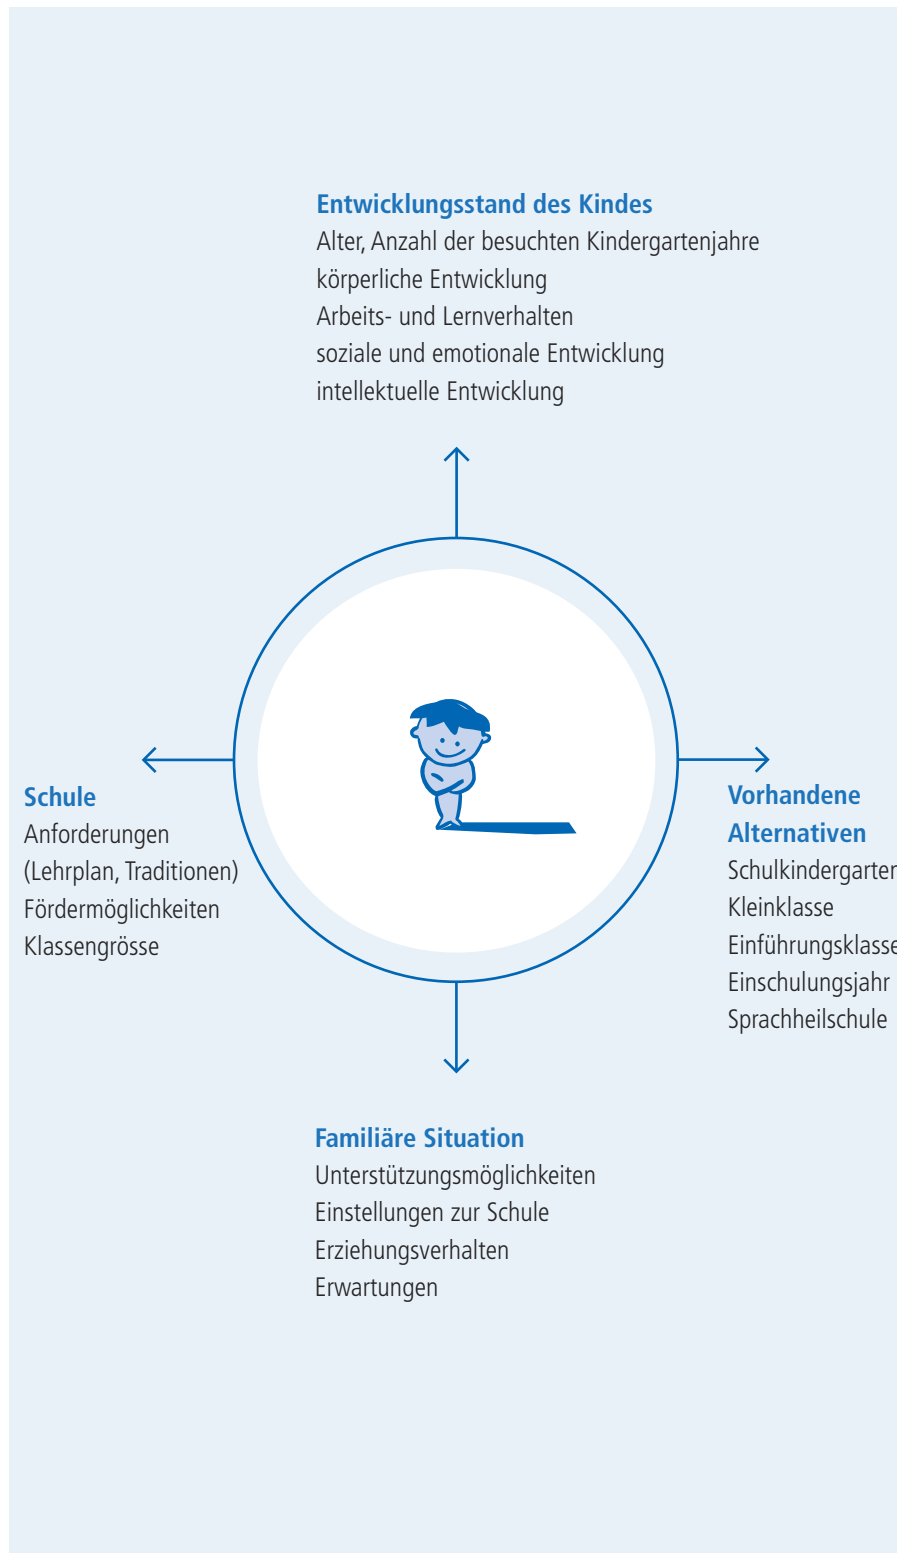 Entwicklungsstand des Kindes
Alter, Anzahl der besuchten Kindergartenjahre
körperliche Entwicklung
Arbeits- und Lernverhalten
soziale und emotionale Entwicklung
intellektuelle Entwicklung
Schule
Anforderungen
(Lehrplan, Traditionen)
Fördermöglichkeiten
Klassengrösse
Vorhandene
Alternativen
Schulkindergarten
Kleinklasse
Einführungsklasse
Einschulungsjahr
Sprachheilschule
Familiäre Situation
Unterstützungsmöglichkeiten
Einstellungen zur Schule
Erziehungsverhalten
Erwartungen